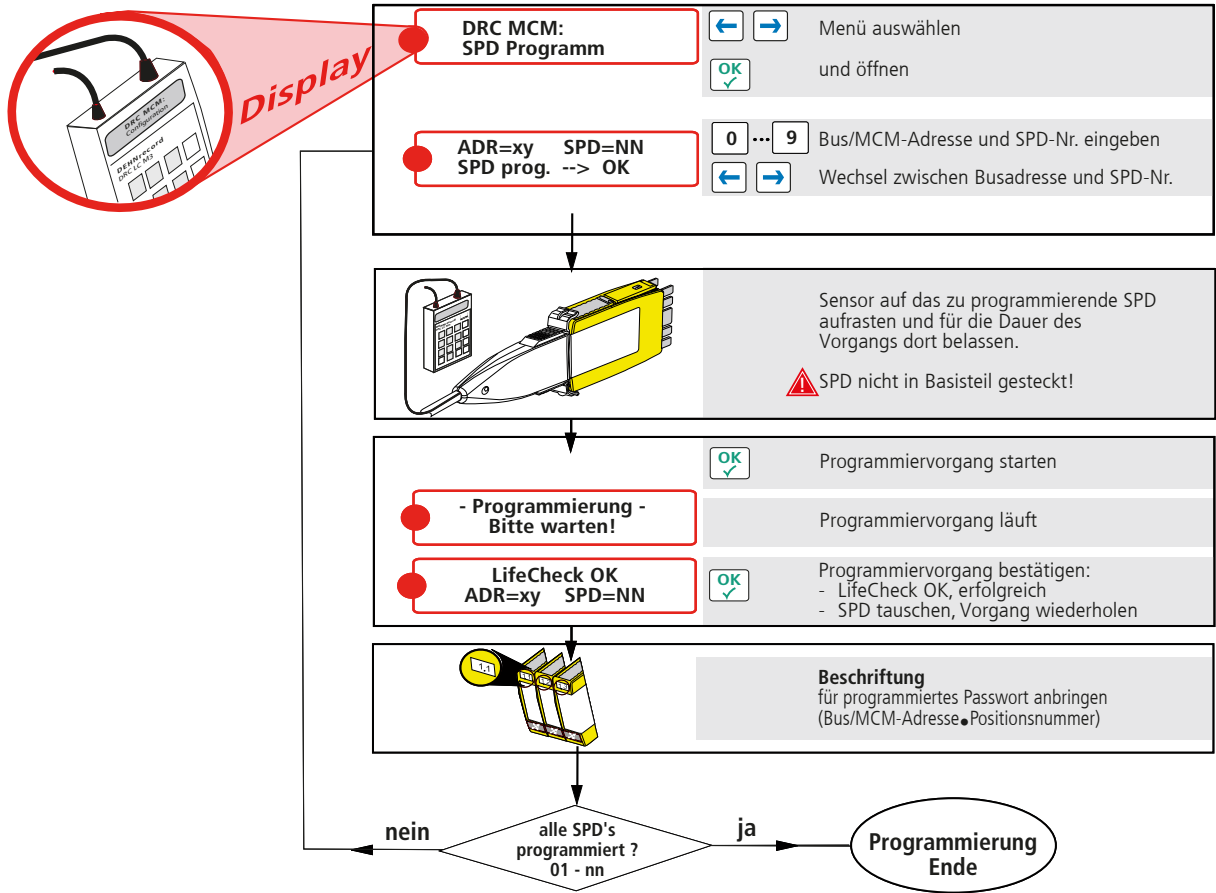 Display
DRC MCM:
Configuration
DEHNrecord
DRC LC M3
DRC MCM:
SPD Programm
← → Menü auswählen
OK und öffnen
ADR=xy SPD=NN
SPD prog. --> OK
0 ... 9 Bus/MCM-Adresse und SPD-Nr. eingeben
← → Wechsel zwischen Busadresse und SPD-Nr.
Sensor auf das zu programmierende SPD
aufrasten und für die Dauer des
Vorgangs dort belassen.
SPD nicht in Basisteil gesteckt!
OK Programmiervorgang starten
- Programmierung -
Bitte warten!
Programmiervorgang läuft
LifeCheck OK
ADR=xy SPD=NN
OK Programmiervorgang bestätigen:
- LifeCheck OK, erfolgreich
- SPD tauschen, Vorgang wiederholen
1.1
Beschriftung
für programmiertes Passwort anbringen
(Bus/MCM-Adresse●Positionsnummer)
nein
alle SPD's
programmiert ?
01 - nn
ja
Programmierung
Ende